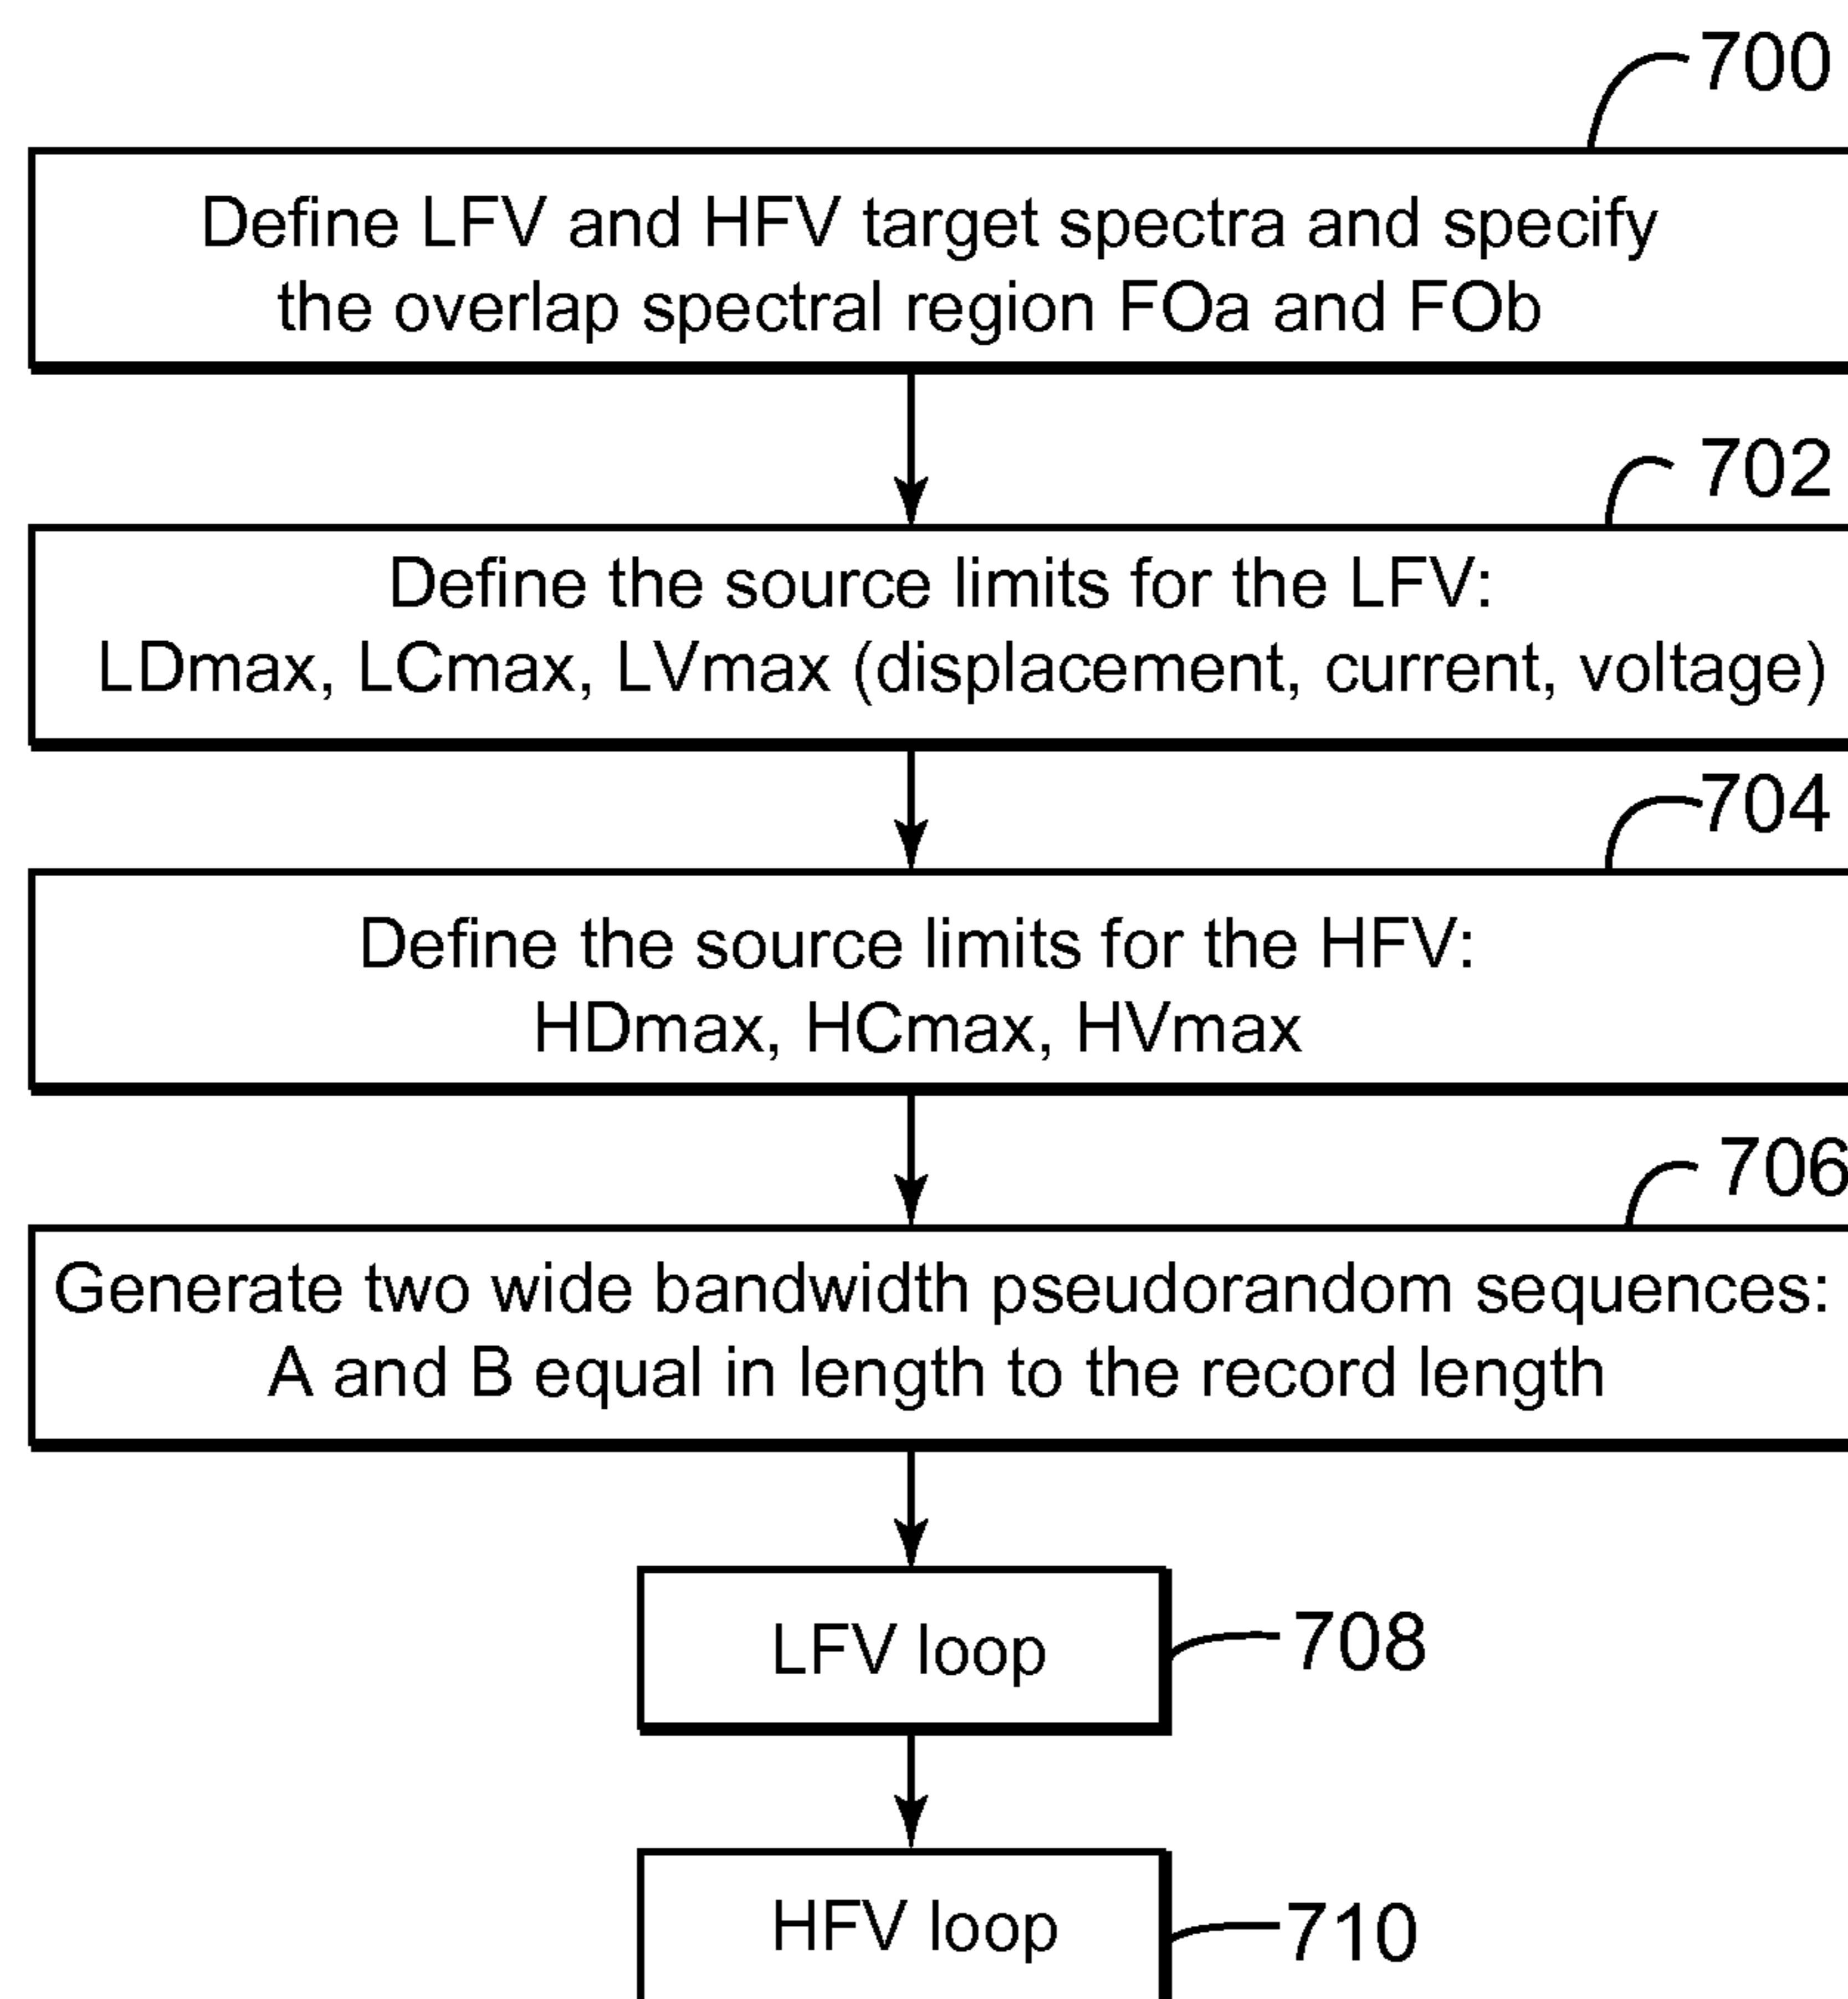 700
Define LFV and HFV target spectra and specify
the overlap spectral region FOa and FOb
702
Define the source limits for the LFV:
LDmax, LCmax, LVmax (displacement, current, voltage)
704
Define the source limits for the HFV:
HDmax, HCmax, HVmax
706
Generate two wide bandwidth pseudorandom sequences:
A and B equal in length to the record length
LFV loop
708
HFV loop
710